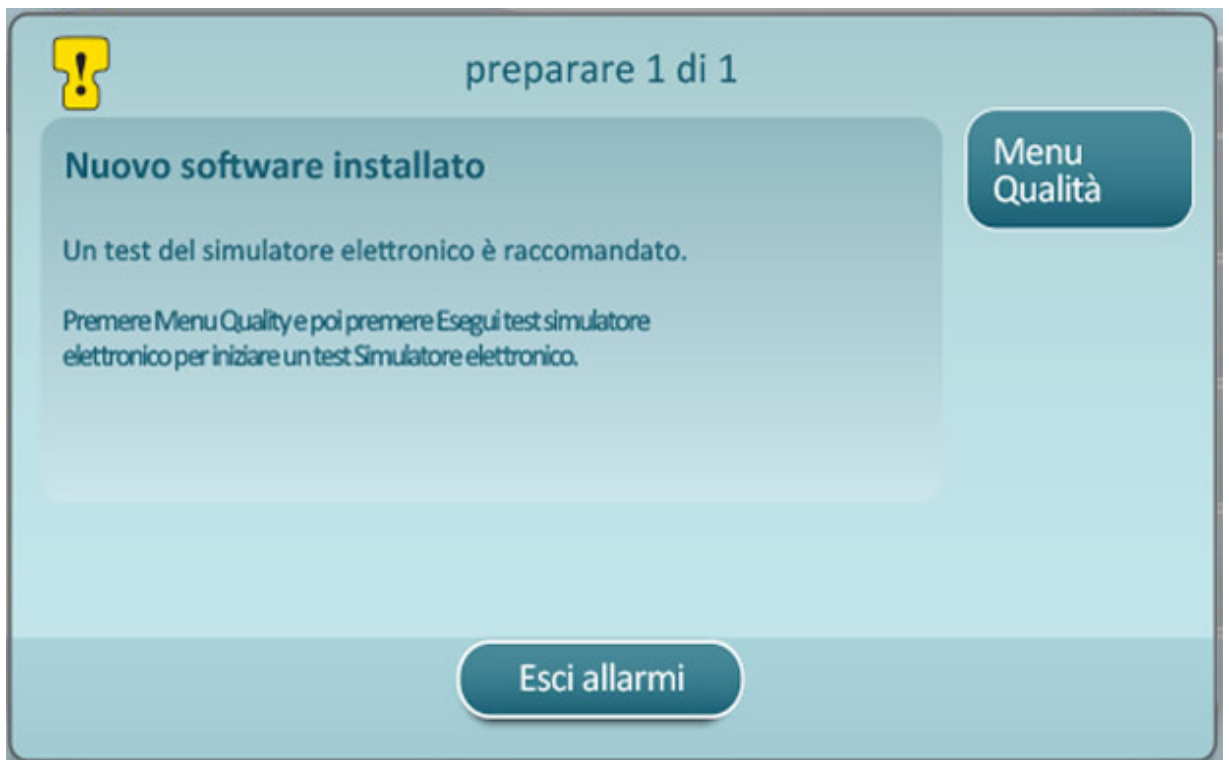 preparare 1 di 1
Nuovo software installato
Menu
Qualità
Un test del simulatore elettronico è raccomandato.
Premere Menu Quality e poi premere Esegui test simulatore
elettronico per iniziare un test Simulatore elettronico.
Esci allarmi